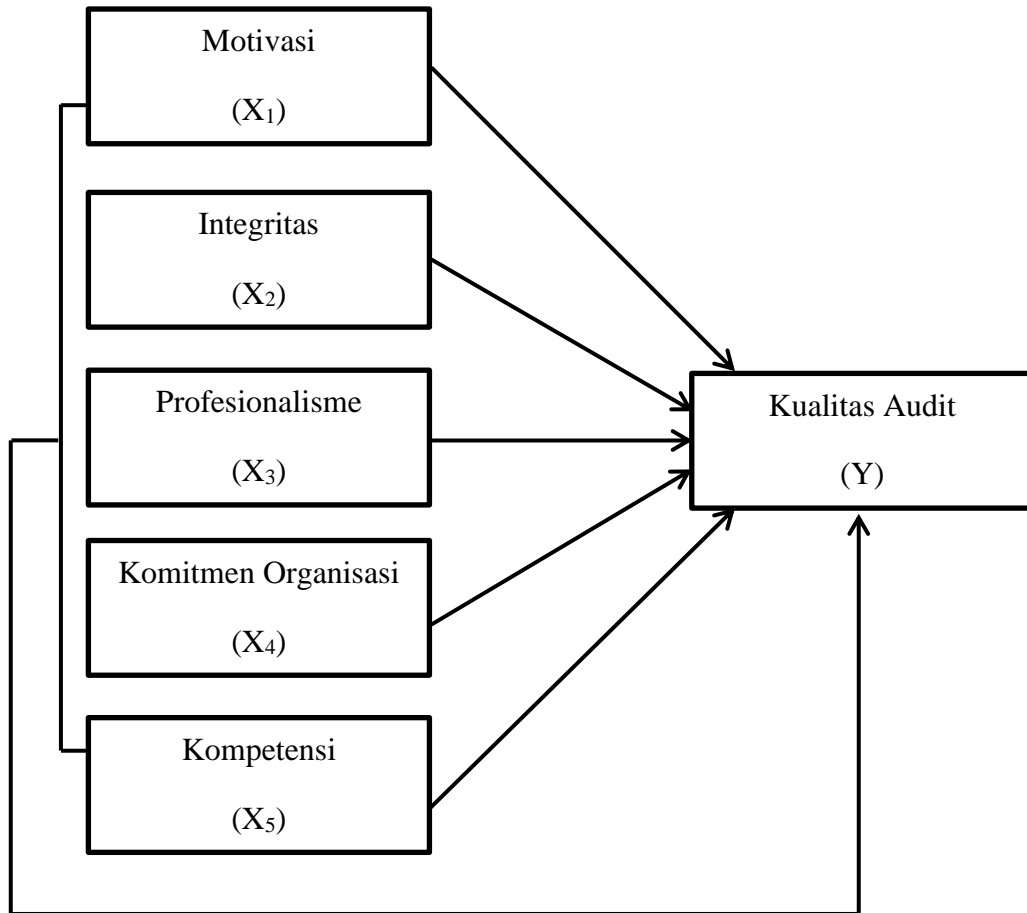 Motivasi
(X₁)
Integritas
(X₂)
Profesionalisme
(X₃)
Komitmen Organisasi
(X₄)
Kompetensi
(X₅)
Kualitas Audit
(Y)